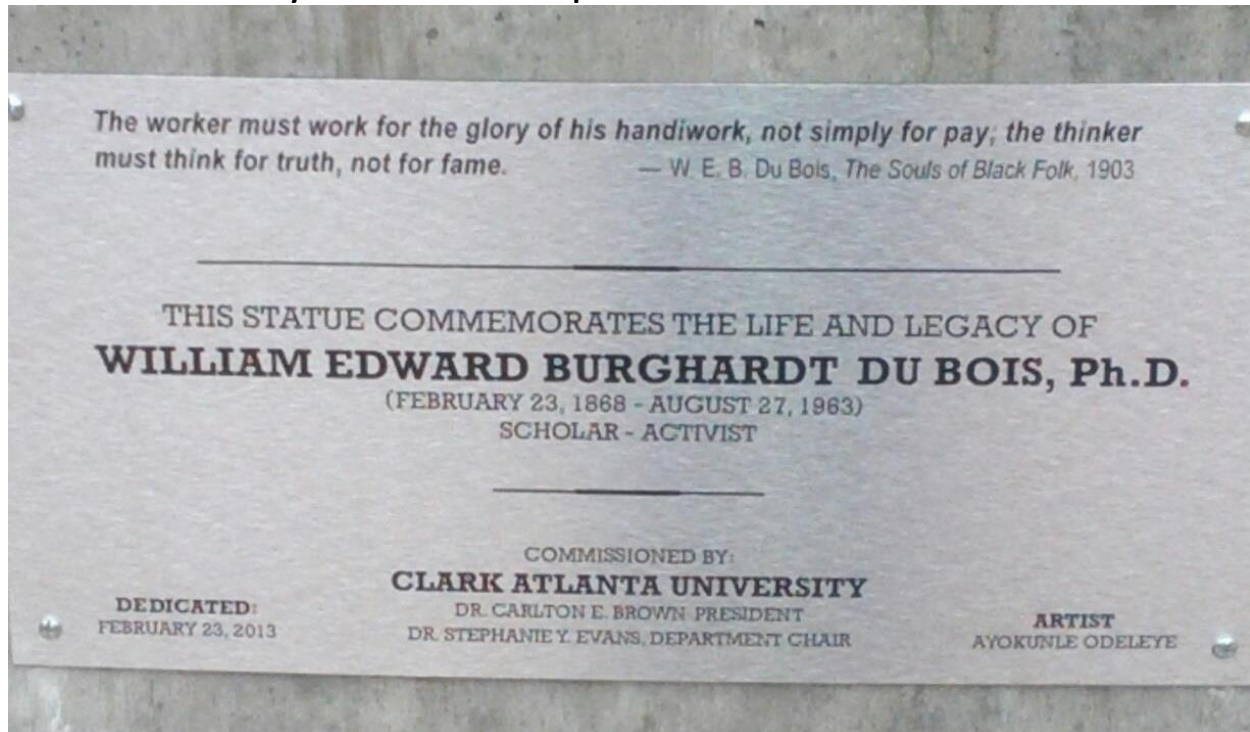 The worker must work for the glory of his handiwork, not simply for pay; the thinker
must think for truth, not for fame. — W. E. B. Du Bois, The Souls of Black Folk, 1903
THIS STATUE COMMEMORATES THE LIFE AND LEGACY OF
WILLIAM EDWARD BURGHARDT DU BOIS, Ph.D.
(FEBRUARY 23, 1868 - AUGUST 27, 1963)
SCHOLAR - ACTIVIST
COMMISSIONED BY:
CLARK ATLANTA UNIVERSITY
DR. CARLTON E. BROWN PRESIDENT
DR. STEPHANIE Y. EVANS, DEPARTMENT CHAIR
DEDICATED:
FEBRUARY 23, 2013
ARTIST
AYOKUNLE ODELEYE